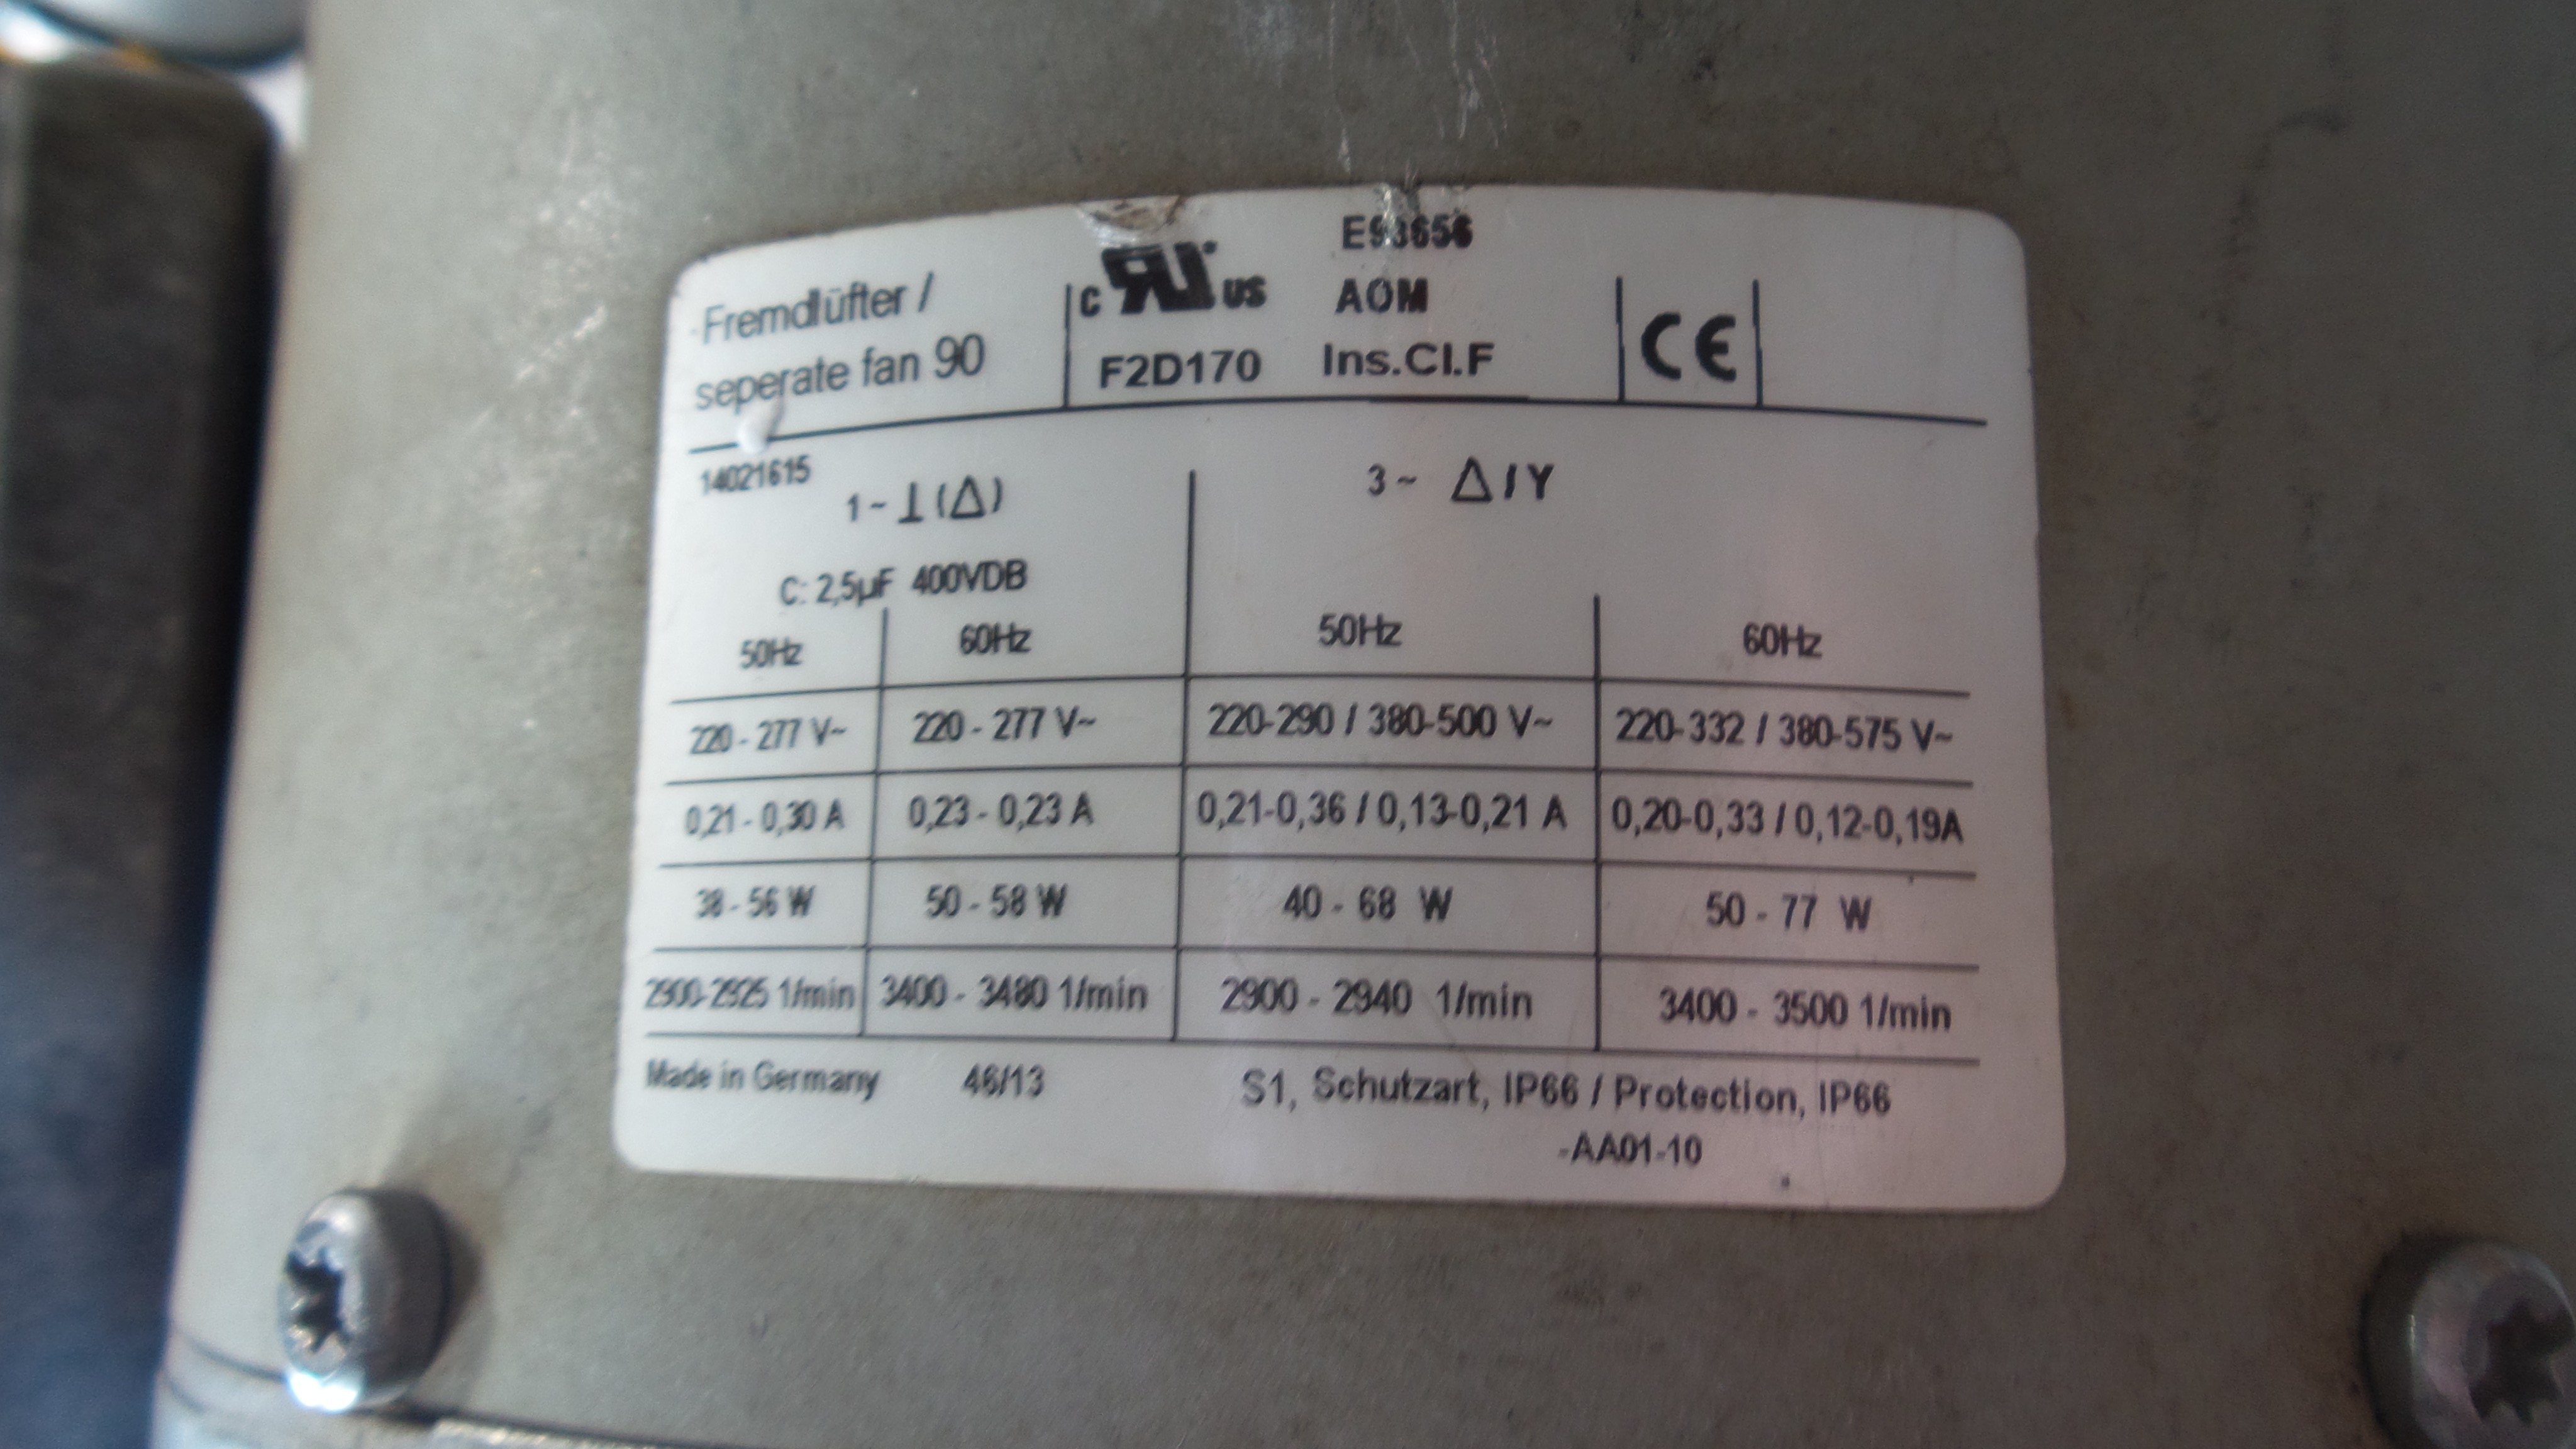 Fremdlüfter /
seperate fan 90
c RU US
F2D170
E93656
AOM
Ins.Cl.F
CE
14021615
1~ ⊥ (Δ)
3~ Δ / Y
C: 2,5µF 400VDB
50Hz 60Hz 50Hz 60Hz
220 - 277 V~ 220 - 277 V~ 220-290 / 380-500 V~ 220-332 / 380-575 V~
0,21 - 0,30 A 0,23 - 0,23 A 0,21-0,36 / 0,13-0,21 A 0,20-0,33 / 0,12-0,19A
38 - 56 W 50 - 58 W 40 - 68 W 50 - 77 W
2900-2925 1/min 3400 - 3480 1/min 2900 - 2940 1/min 3400 - 3500 1/min
Made in Germany 46/13 S1, Schutzart, IP66 / Protection, IP66
-AA01-10